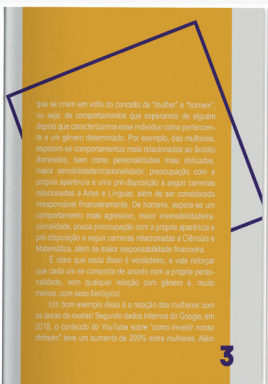 que se criam em volta do conceito de “mulher” e “homem”,
ou seja, de comportamentos que esperamos de alguém
depois que caracterizamos esse indivíduo como pertencen-
te a um gênero determinado. Por exemplo, das mulheres,
esperam-se comportamentos mais relacionados ao âmbito
doméstico, bem como personalidades mais delicadas,
maior sensibilidade/irracionalidade, preocupação com a
própria aparência e uma pré-disposição a seguir carreiras
relacionadas a Artes e Línguas, além de ser considerada
irresponsável financeiramente. De homens, espera-se um
comportamento mais agressivo, maior insensibilidade/ra-
cionalidade, pouca preocupação com a própria aparência e
pré-disposição a seguir carreiras relacionadas a Ciências e
Matemática, além de maior responsabilidade financeira.
É claro que nada disso é verdadeiro, e vale reforçar
que cada um se comporta de acordo com a própria perso-
nalidade, sem qualquer relação com gênero e, muito
menos, com sexo biológico!
Um bom exemplo disso é a relação das mulheres com
as áreas de exatas! Segundo dados internos do Google, em
2018, o conteúdo do YouTube sobre “como investir nosso
dinheiro” teve um aumento de 200% entre mulheres. Além
3